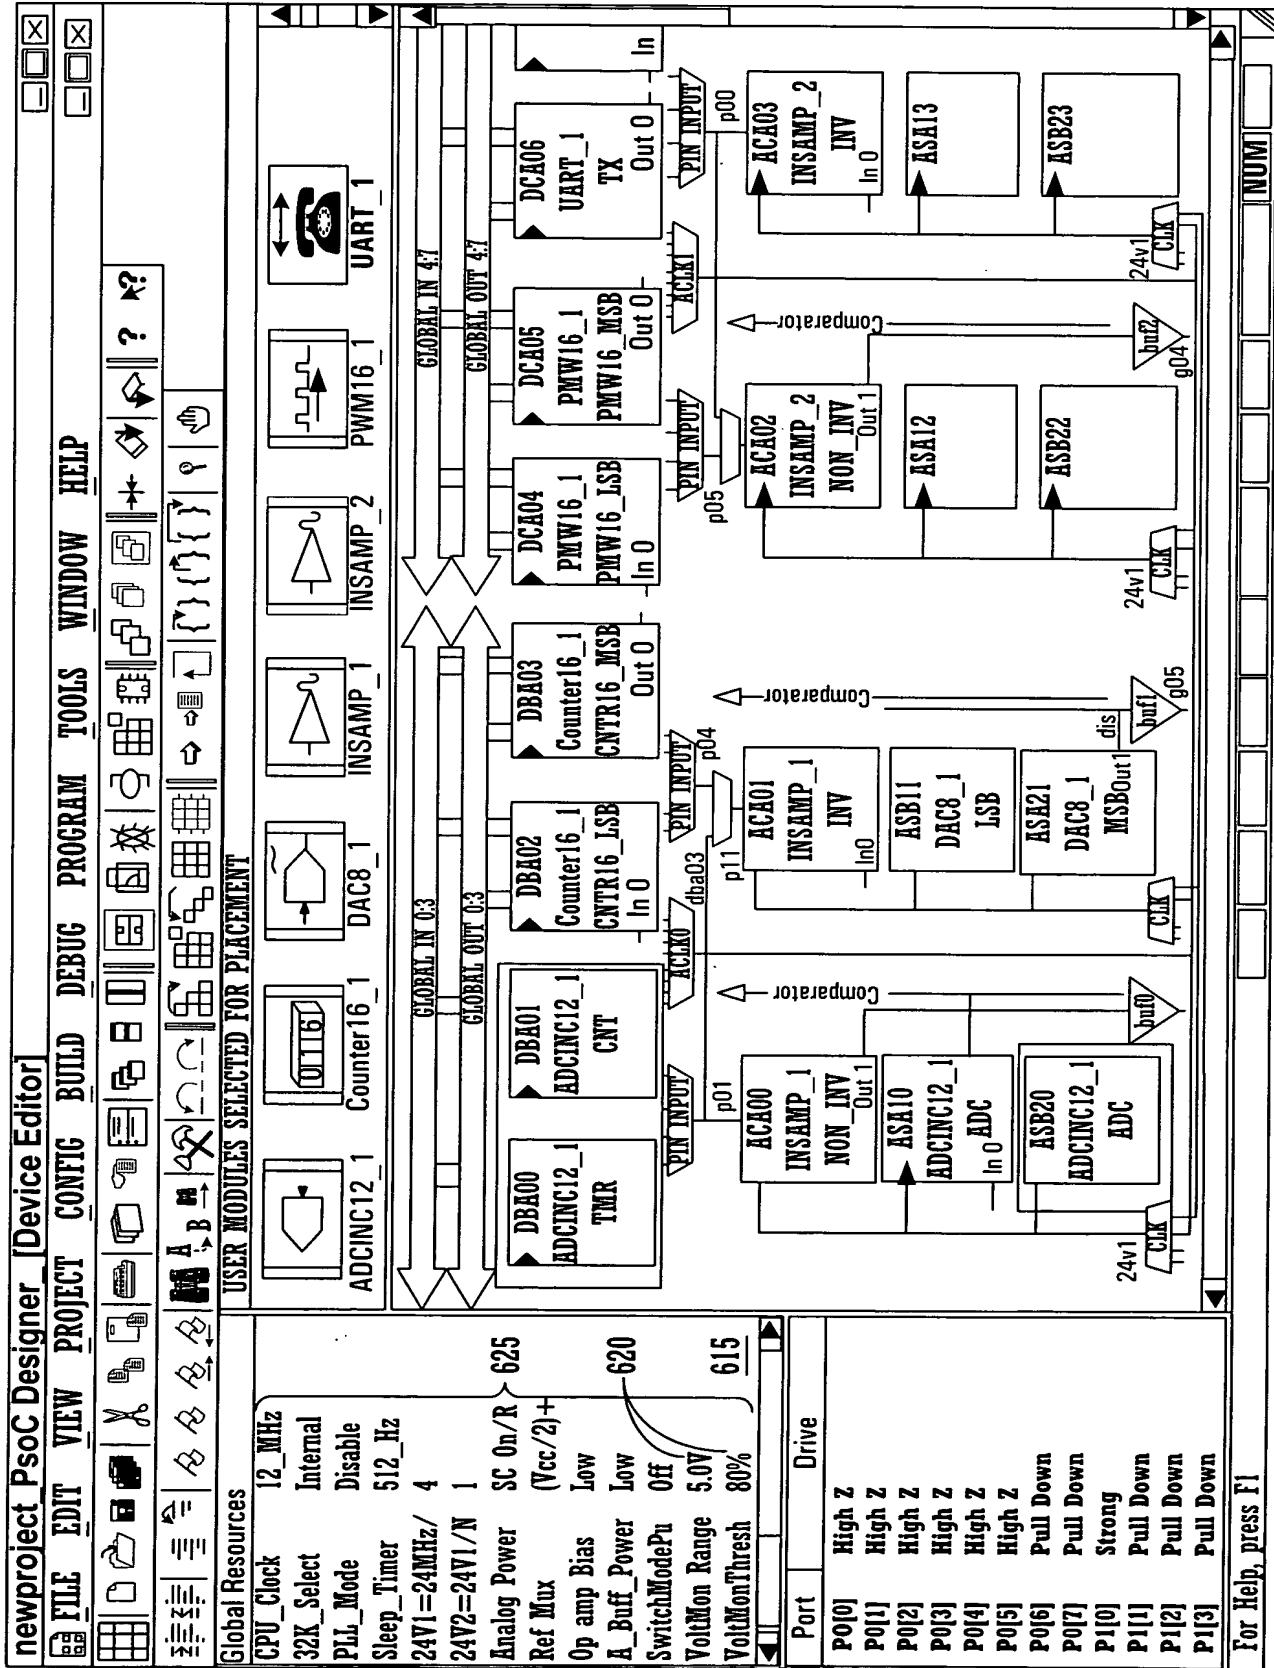 newproject_PsoC Designer_[Device Editor]
FILE EDIT VIEW PROJECT CONFIG BUILD DEBUG PROGRAM TOOLS WINDOW HELP
A
B
? ?
Global Resources
CPU_Clock 12_MHz
32K_Select Internal
PLL_Mode Disable
Sleep_Timer 512_Hz
24V1=24MHz/ 4
24V2=24V1/N 1
Analog Power SC On/R
Ref Mux (Vcc/2)+
Op amp Bias Low
A_Buff_Power Low
SwitchModePu Off
VoltMon Range 5.0V
VoltMonThresh 80%
625
620
615
Port Drive
P0[0] High Z
P0[1] High Z
P0[2] High Z
P0[3] High Z
P0[4] High Z
P0[5] High Z
P0[6] Pull Down
P0[7] Pull Down
P1[0] Strong
P1[1] Pull Down
P1[2] Pull Down
P1[3] Pull Down
USER MODULES SELECTED FOR PLACEMENT
0116
ADCINC12_1 Counter16_1 DAC8_1 INSAMP_1 INSAMP_2 PWM16_1 UART_1
GLOBAL IN 0:3 GLOBAL IN 4:7
GLOBAL OUT 0:3 GLOBAL OUT 4:7
DBA00
ADCINC12_1
TMR
DBA01
ADCINC12_1
CNT
DBA02
Counter16_1
CNTR16_LSB
In 0
DBA03
Counter16_1
CNTR16_MSB
Out 0
DCA04
PMW16_1
PMW16_LSB
In 0
DCA05
PMW16_1
PMW16_MSB
Out 0
DCA06
UART_1
TX
Out 0
In
PIN INPUT ACLK0 PIN INPUT PIN INPUT ACLK1 PIN INPUT
p01 dba03 p11 p04 p05 p00
ACA00
INSAMP_1
NON_INV
Out 1
ACA01
INSAMP_1
INV
In0
ACA02
INSAMP_2
NON_INV
Out 1
ACA03
INSAMP_2
INV
In 0
Comparator Comparator Comparator
ASA10
ADCINC12_1
ADC
In 0
ASB11
DAC8_1
LSB
ASA12
ASA13
ASB20
ADCINC12_1
ADC
ASA21
DAC8_1
MSB
Out1
dis
ASB22
ASB23
24v1 CLK buf0 CLK buf1 g05 24v1 CLK buf2 g04 24v1 CLK
For Help, press F1
NUM